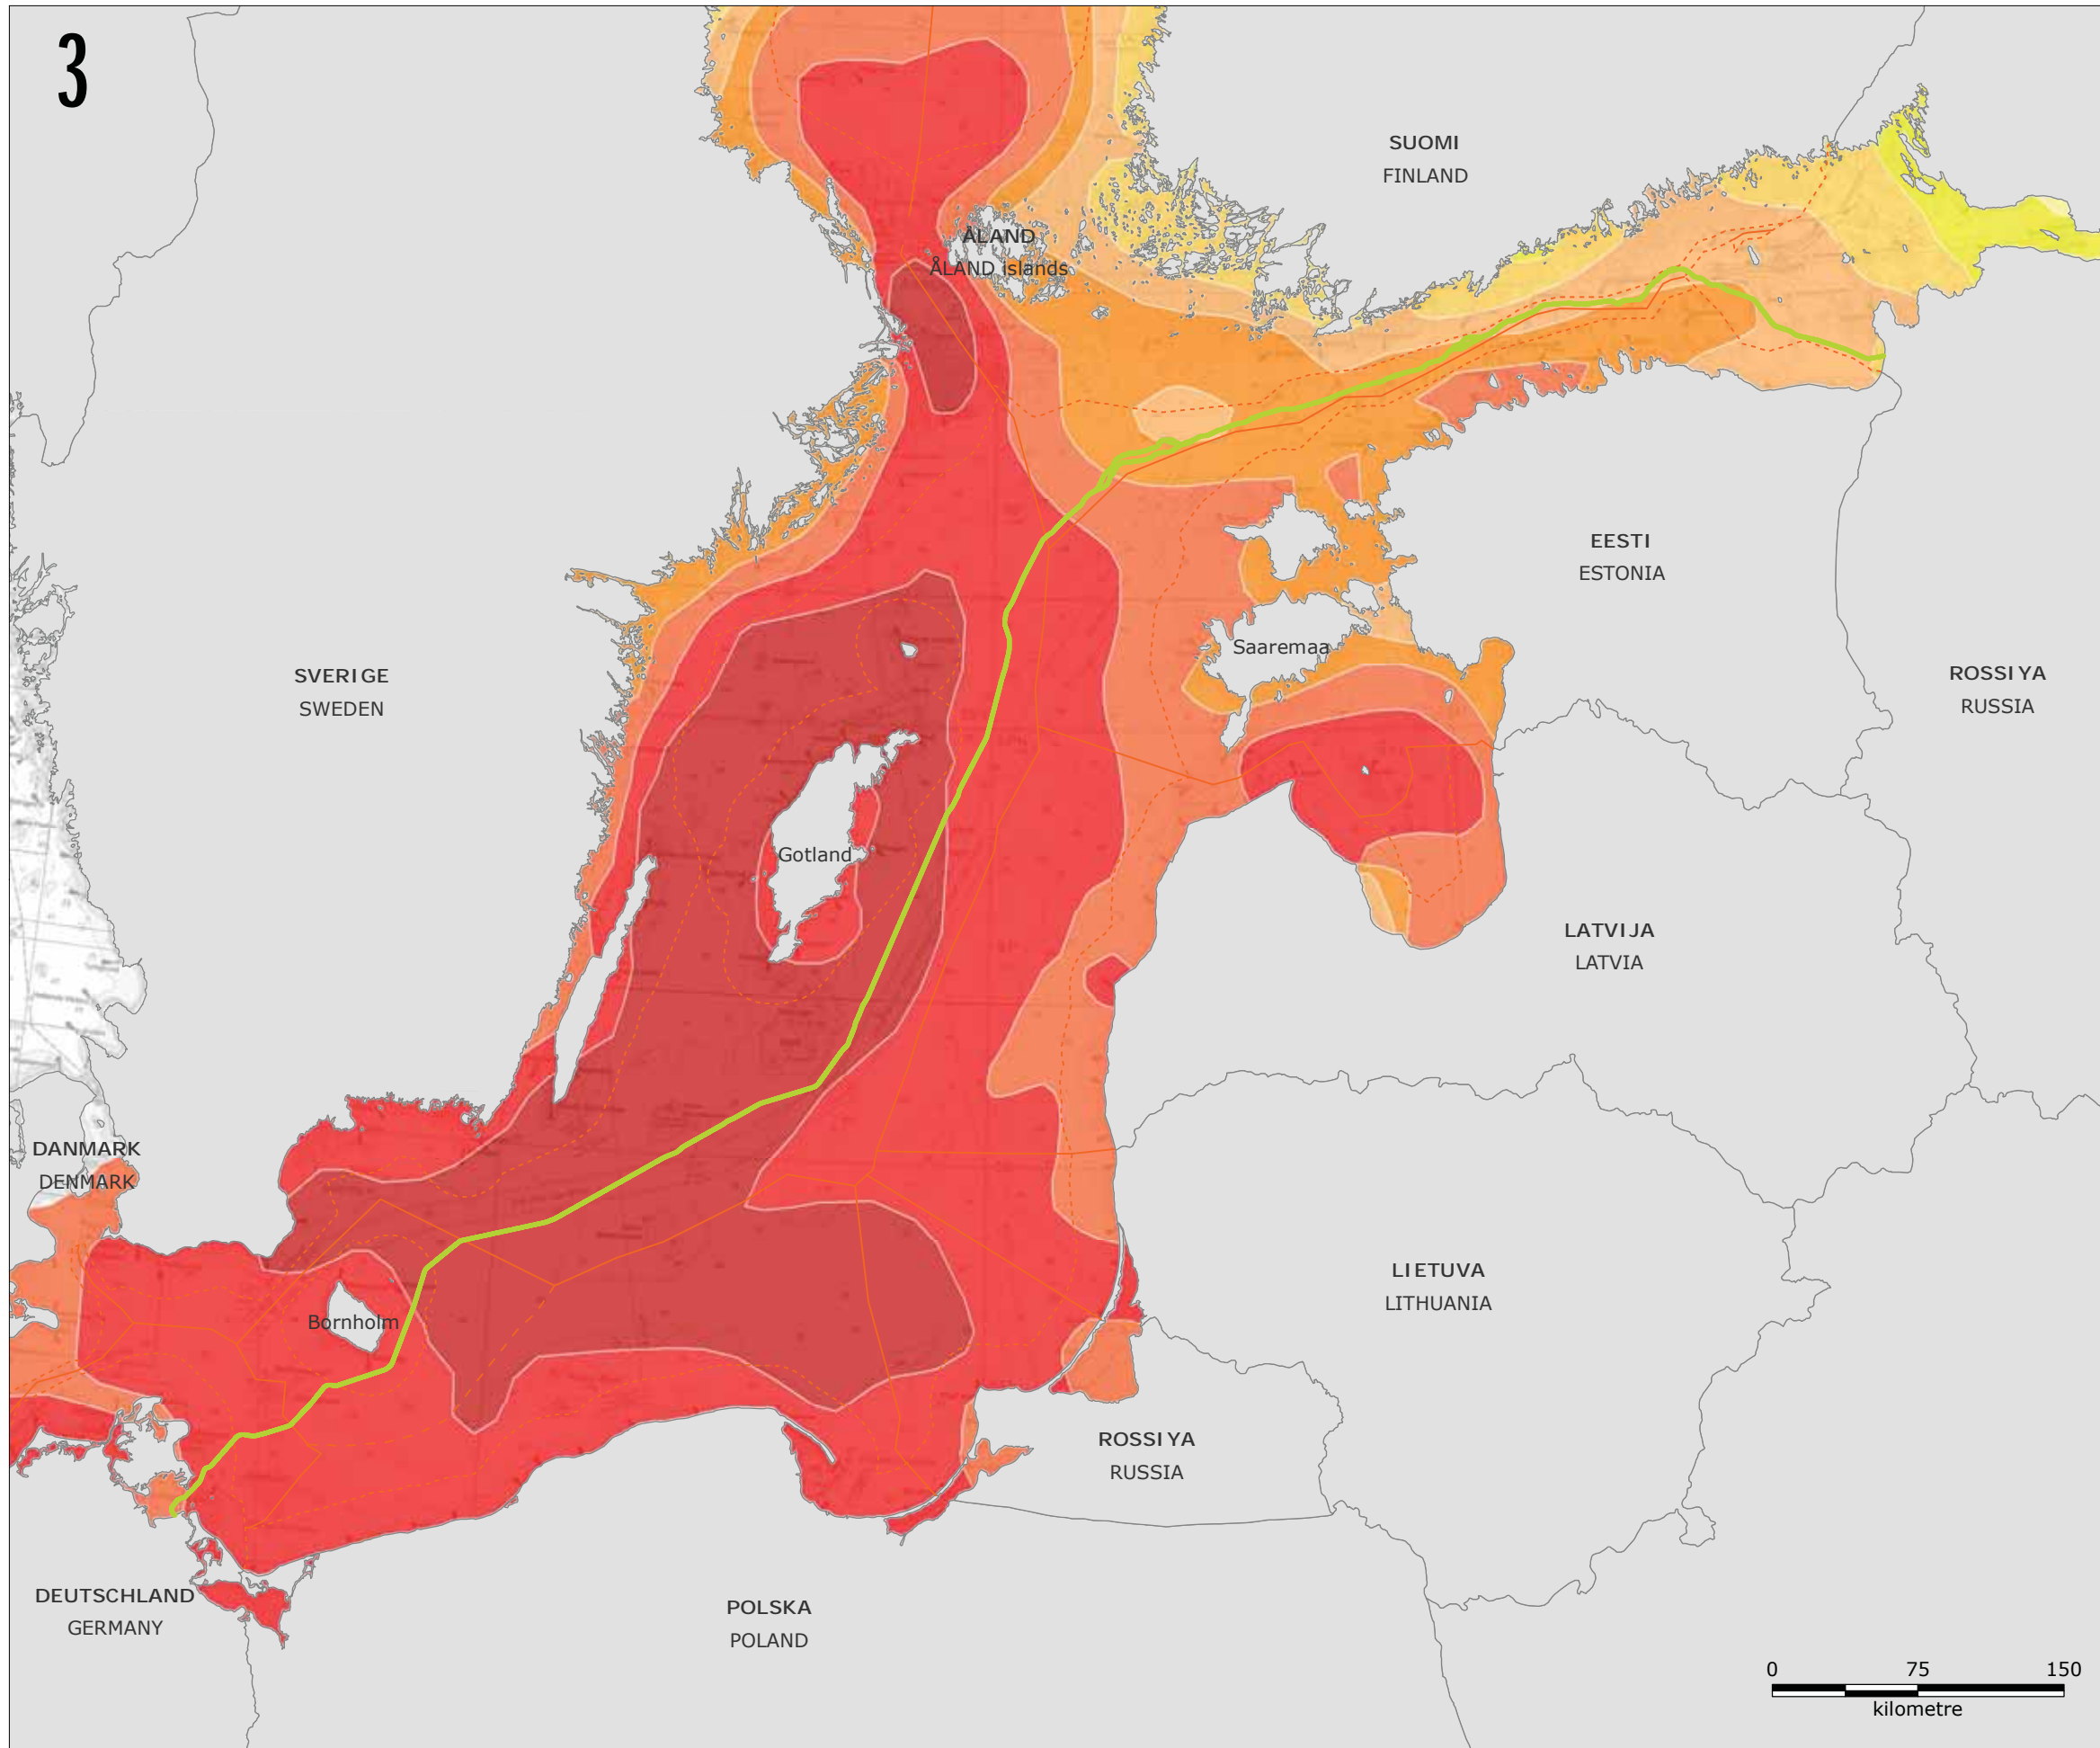 3
SUOMI
FINLAND
ÅLAND
ÅLAND islands
EESTI
ESTONIA
Saaremaa
SVERIGE
SWEDEN
ROSSIYA
RUSSIA
Gotland
LATVIJA
LATVIA
DANMARK
DENMARK
LIETUVA
LITHUANIA
Bornholm
ROSSIYA
RUSSIA
DEUTSCHLAND
GERMANY
POLSKA
POLAND
0 75 150
kilometre